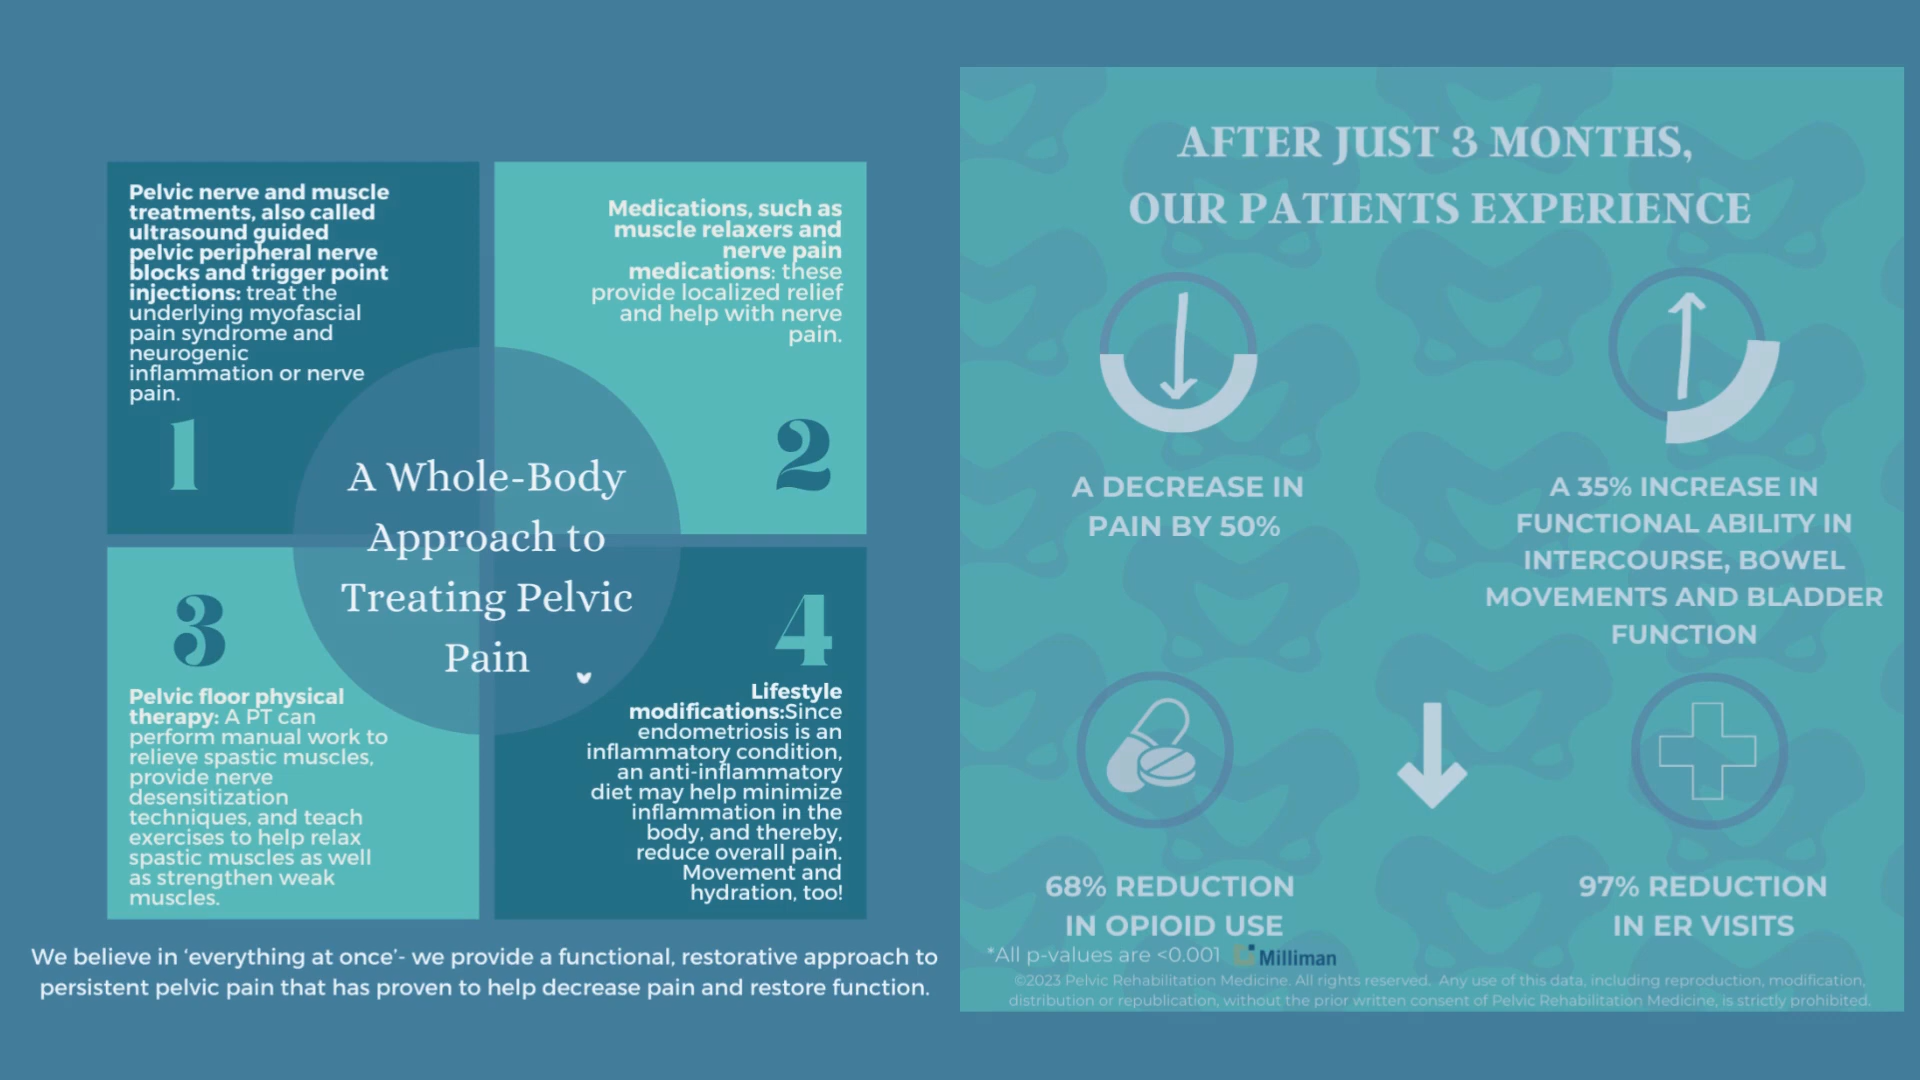 Pelvic nerve and muscle
treatments, also called
ultrasound guided
pelvic peripheral nerve
blocks and trigger point
injections: treat the
underlying myofascial
pain syndrome and
neurogenic
inflammation or nerve
pain.
1
Medications, such as
muscle relaxers and
nerve pain
medications: these
provide localized relief
and help with nerve
pain.
2
A Whole-Body
Approach to
Treating Pelvic
Pain
3
Pelvic floor physical
therapy: A PT can
perform manual work to
relieve spastic muscles,
provide nerve
desensitization
techniques, and teach
exercises to help relax
spastic muscles as well
as strengthen weak
muscles.
4
Lifestyle
modifications:Since
endometriosis is an
inflammatory condition,
an anti-inflammatory
diet may help minimize
inflammation in the
body, and thereby,
reduce overall pain.
Movement and
hydration, too!
We believe in ‘everything at once’- we provide a functional, restorative approach to
persistent pelvic pain that has proven to help decrease pain and restore function.
AFTER JUST 3 MONTHS,
OUR PATIENTS EXPERIENCE
A DECREASE IN
PAIN BY 50%
A 35% INCREASE IN
FUNCTIONAL ABILITY IN
INTERCOURSE, BOWEL
MOVEMENTS AND BLADDER
FUNCTION
68% REDUCTION
IN OPIOID USE
97% REDUCTION
IN ER VISITS
*All p-values are <0.001
Milliman
©2023 Pelvic Rehabilitation Medicine. All rights reserved. Any use of this data, including reproduction, modification,
distribution or republication, without the prior written consent of Pelvic Rehabilitation Medicine, is strictly prohibited.